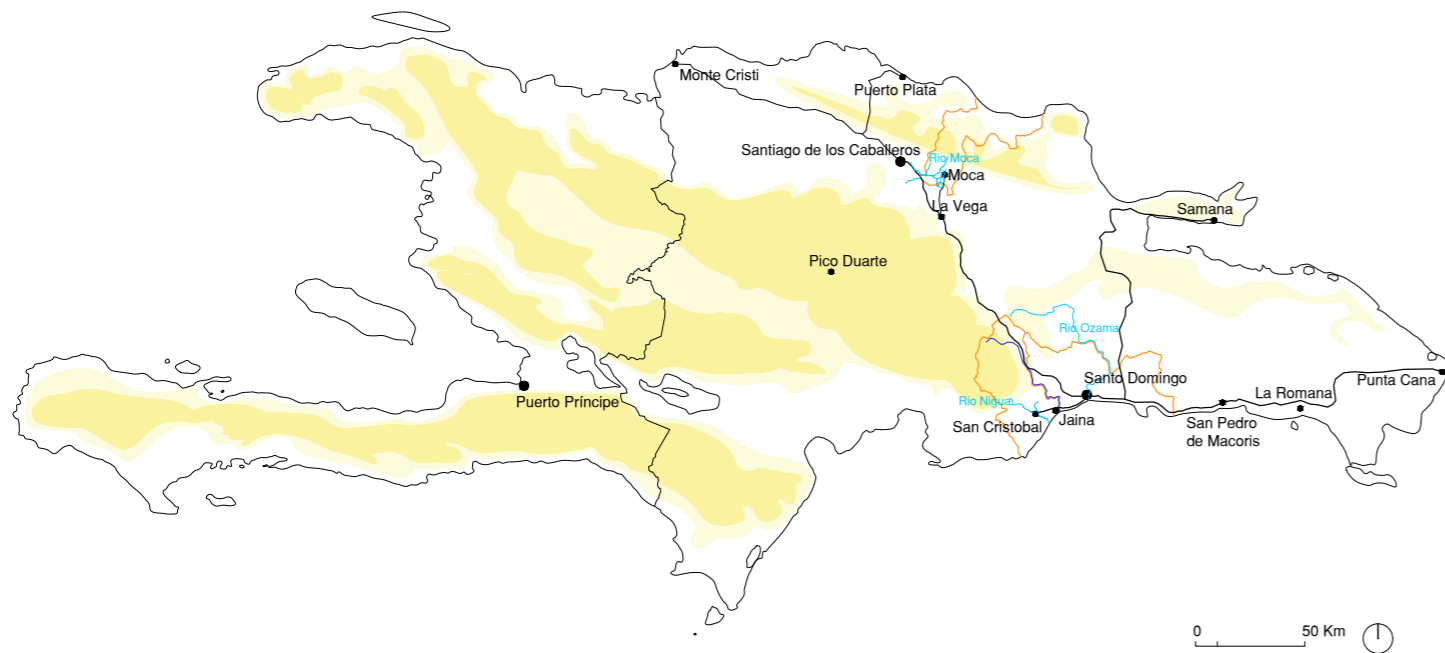 Monte Cristi
Puerto Plata
Santiago de los Caballeros
Rio Moca
Moca
La Vega
Samana
Pico Duarte
Rio Ozama
Santo Domingo
Punta Cana
La Romana
Puerto Príncipe
Rio Nigua
San Cristobal
Jaina
San Pedro
de Macoris
0
50 Km